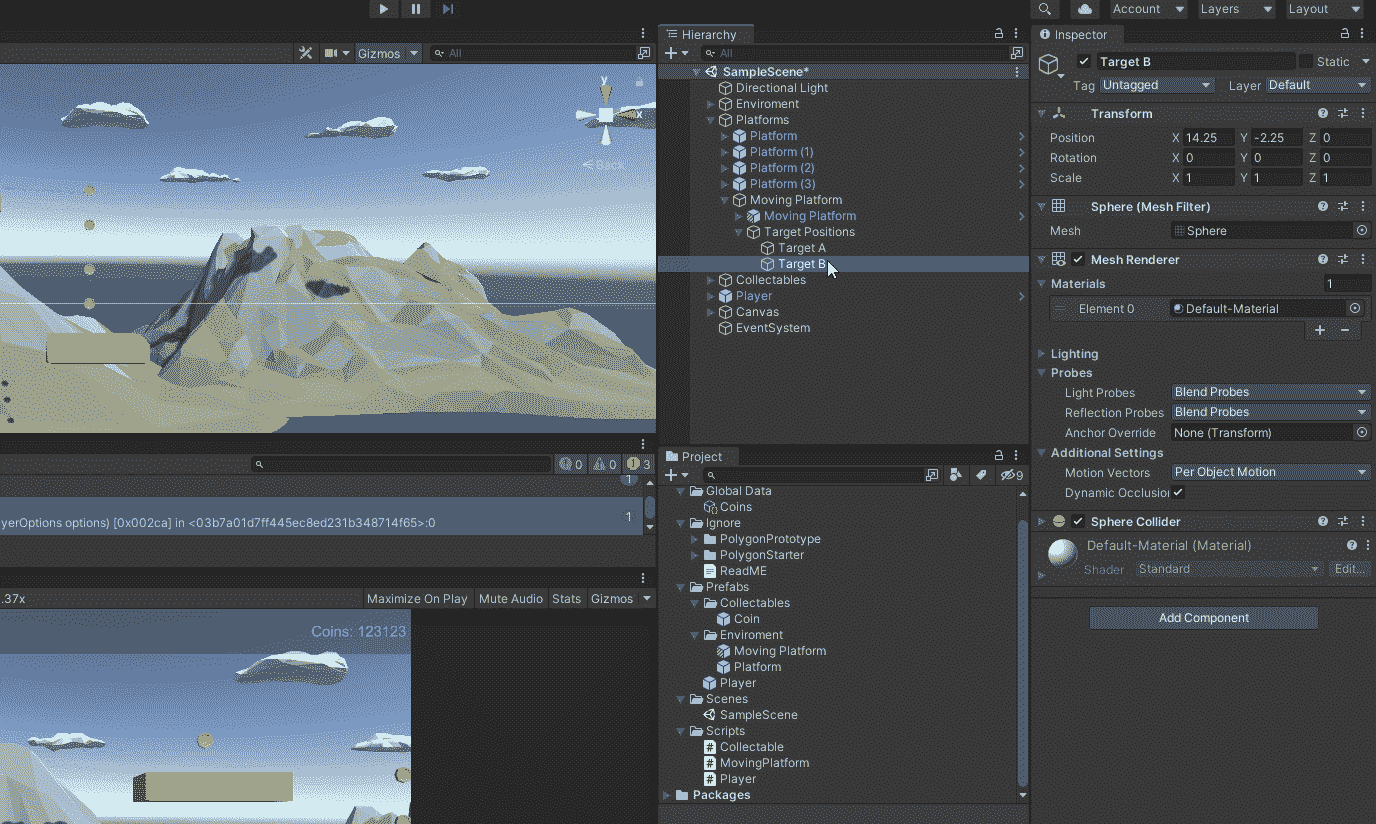 Account
Layers
Layout
Gizmos
All
y
x
< Back
0
0
3
1
yerOptions options) [0x002ca] in <03b7a01d7ff445ec8ed231b348714f65>:0
1
.37x
Maximize On Play
Mute Audio
Stats
Gizmos
Coins: 123123
Hierarchy
All
SampleScene*
Directional Light
Enviroment
Platforms
Platform
Platform (1)
Platform (2)
Platform (3)
Moving Platform
Moving Platform
Target Positions
Target A
Target B
Collectables
Player
Canvas
EventSystem
Project
9
Global Data
Coins
Ignore
PolygonPrototype
PolygonStarter
ReadME
Prefabs
Collectables
Coin
Enviroment
Moving Platform
Platform
Player
Scenes
SampleScene
Scripts
Collectable
MovingPlatform
Player
Packages
Inspector
Target B
Static
Tag Untagged Layer Default
Transform
Position X 14.25 Y -2.25 Z 0
Rotation X 0 Y 0 Z 0
Scale X 1 Y 1 Z 1
Sphere (Mesh Filter)
Mesh Sphere
Mesh Renderer
Materials 1
Element 0 Default-Material
Lighting
Probes
Light Probes Blend Probes
Reflection Probes Blend Probes
Anchor Override None (Transform)
Additional Settings
Motion Vectors Per Object Motion
Dynamic Occlusion
Sphere Collider
Default-Material (Material)
Shader Standard Edit...
Add Component